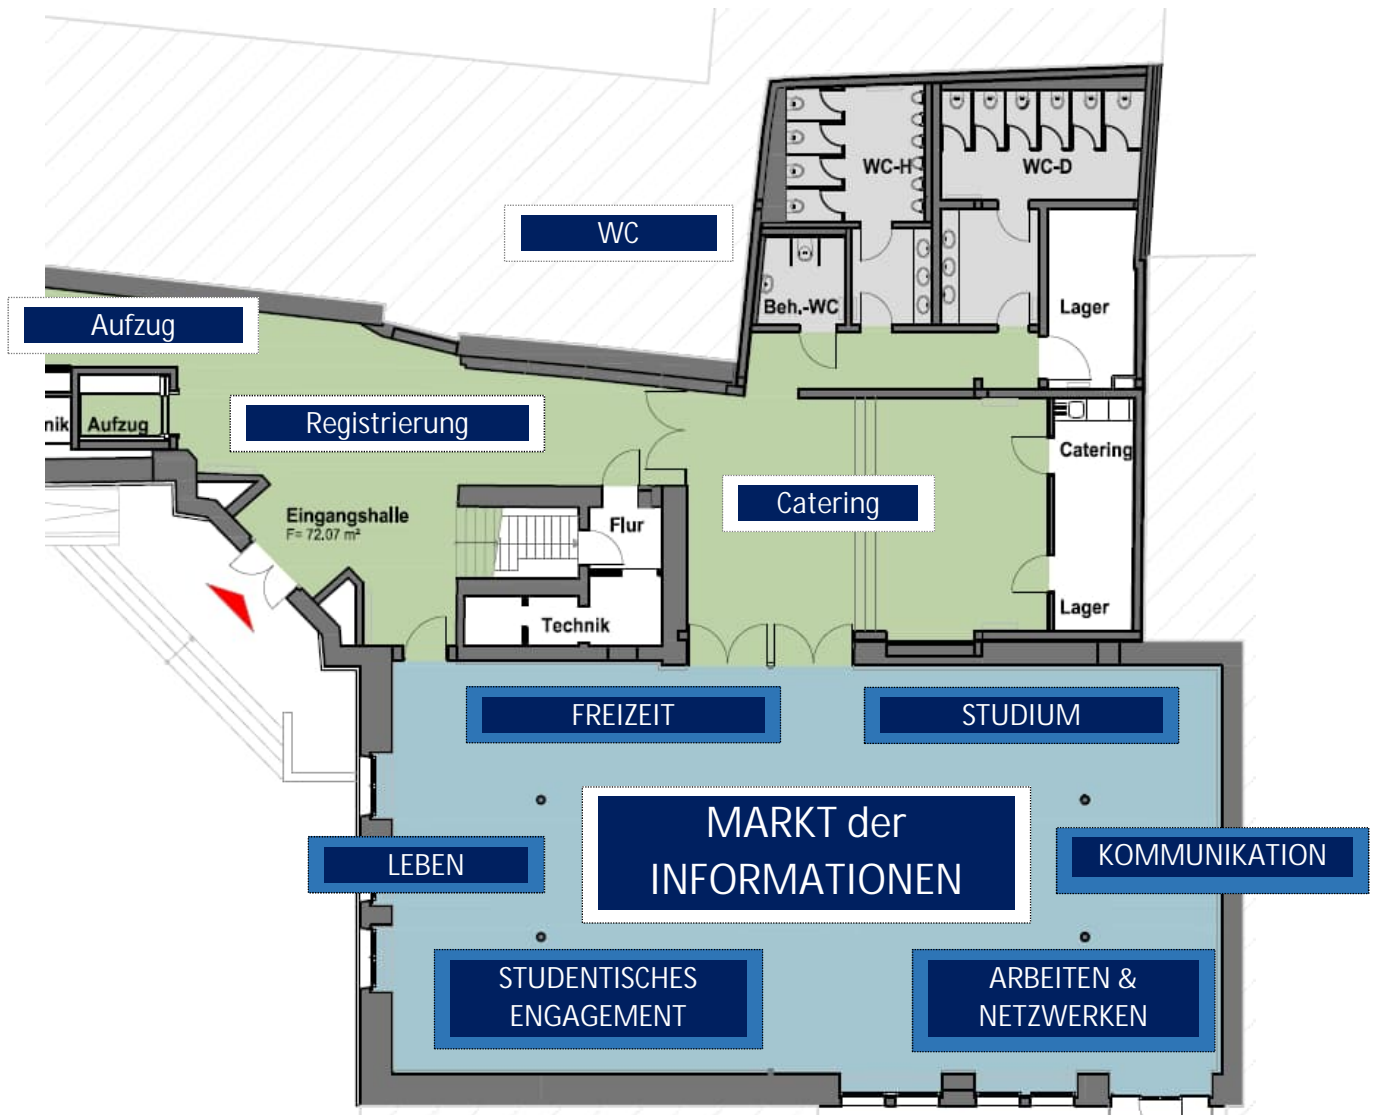 WC-H
WC-D
WC
Beh.-WC
Lager
Aufzug
nik
Aufzug
Registrierung
Catering
Catering
Eingangshalle
F= 72.07 m²
Flur
Lager
Technik
FREIZEIT
STUDIUM
MARKT der
INFORMATIONEN
LEBEN
KOMMUNIKATION
STUDENTISCHES
ENGAGEMENT
ARBEITEN &
NETZWERKEN